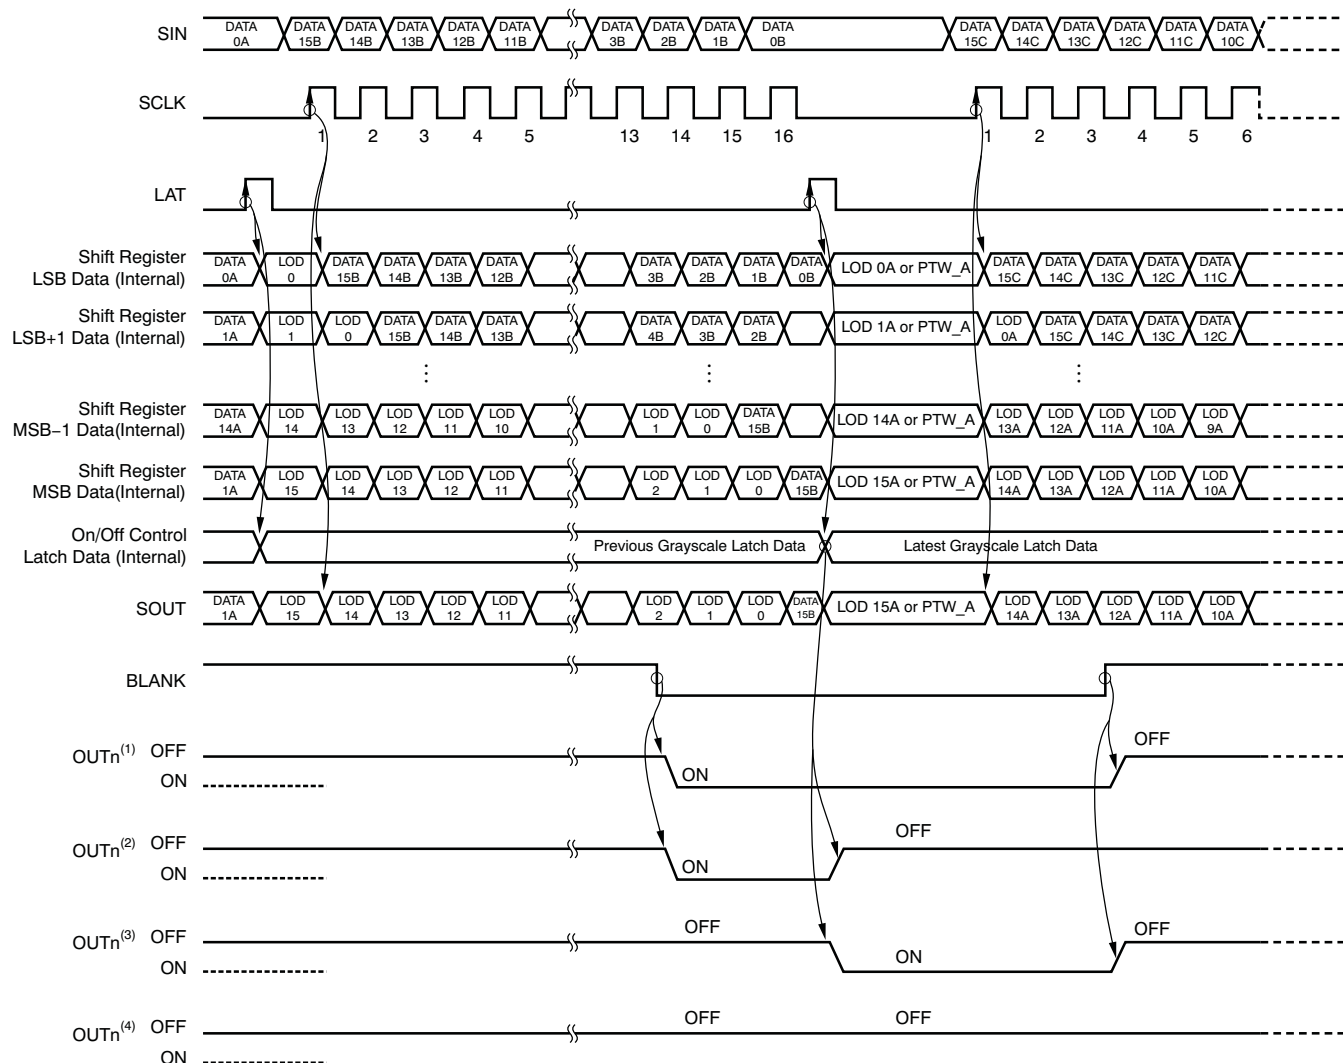 SIN DATA 0A DATA 15B DATA 14B DATA 13B DATA 12B DATA 11B DATA 3B DATA 2B DATA 1B DATA 0B DATA 15C DATA 14C DATA 13C DATA 12C DATA 11C DATA 10C
SCLK
1 2 3 4 5 13 14 15 16 1 2 3 4 5 6
LAT
Shift Register
LSB Data (Internal) DATA 0A LOD 0 DATA 15B DATA 14B DATA 13B DATA 12B DATA 3B DATA 2B DATA 1B DATA 0B LOD 0A or PTW_A DATA 15C DATA 14C DATA 13C DATA 12C DATA 11C
Shift Register
LSB+1 Data (Internal) DATA 1A LOD 1 LOD 0 DATA 15B DATA 14B DATA 13B DATA 4B DATA 3B DATA 2B LOD 1A or PTW_A LOD 0A DATA 15C DATA 14C DATA 13C DATA 12C
⋮ ⋮ ⋮
Shift Register
MSB−1 Data(Internal) DATA 14A LOD 14 LOD 13 LOD 12 LOD 11 LOD 10 LOD 1 LOD 0 DATA 15B LOD 14A or PTW_A LOD 13A LOD 12A LOD 11A LOD 10A LOD 9A
Shift Register
MSB Data(Internal) DATA 1A LOD 15 LOD 14 LOD 13 LOD 12 LOD 11 LOD 2 LOD 1 LOD 0 DATA 15B LOD 15A or PTW_A LOD 14A LOD 13A LOD 12A LOD 11A LOD 10A
On/Off Control
Latch Data (Internal) Previous Grayscale Latch Data Latest Grayscale Latch Data
SOUT DATA 1A LOD 15 LOD 14 LOD 13 LOD 12 LOD 11 LOD 2 LOD 1 LOD 0 DATA 15B LOD 15A or PTW_A LOD 14A LOD 13A LOD 12A LOD 11A LOD 10A
BLANK
OUTn(1) OFF OFF
ON ON
OUTn(2) OFF OFF
ON ON
OUTn(3) OFF OFF OFF
ON ON
OUTn(4) OFF OFF OFF
ON